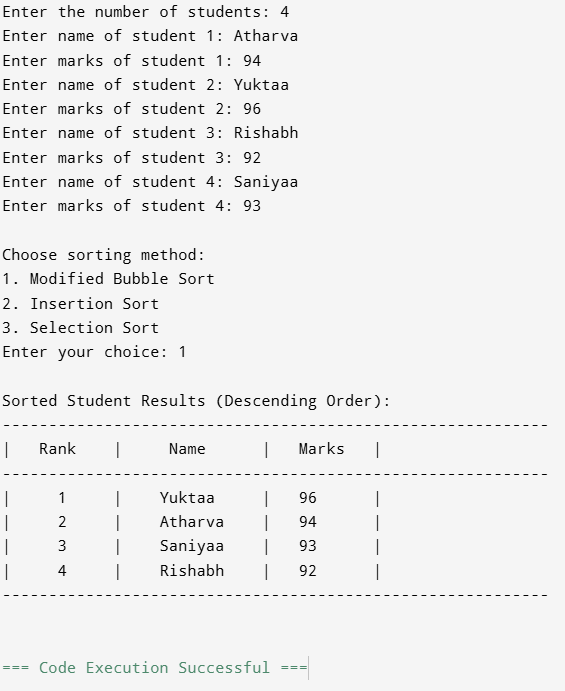 Enter the number of students: 4
Enter name of student 1: Atharva
Enter marks of student 1: 94
Enter name of student 2: Yuktaa
Enter marks of student 2: 96
Enter name of student 3: Rishabh
Enter marks of student 3: 92
Enter name of student 4: Saniyaa
Enter marks of student 4: 93

Choose sorting method:
1. Modified Bubble Sort
2. Insertion Sort
3. Selection Sort
Enter your choice: 1

Sorted Student Results (Descending Order):
-----------------------------------------------------------
|   Rank    |     Name      |   Marks   |
-----------------------------------------------------------
|     1     |    Yuktaa     |   96      |
|     2     |    Atharva    |   94      |
|     3     |    Saniyaa    |   93      |
|     4     |    Rishabh    |   92      |
-----------------------------------------------------------

=== Code Execution Successful ===